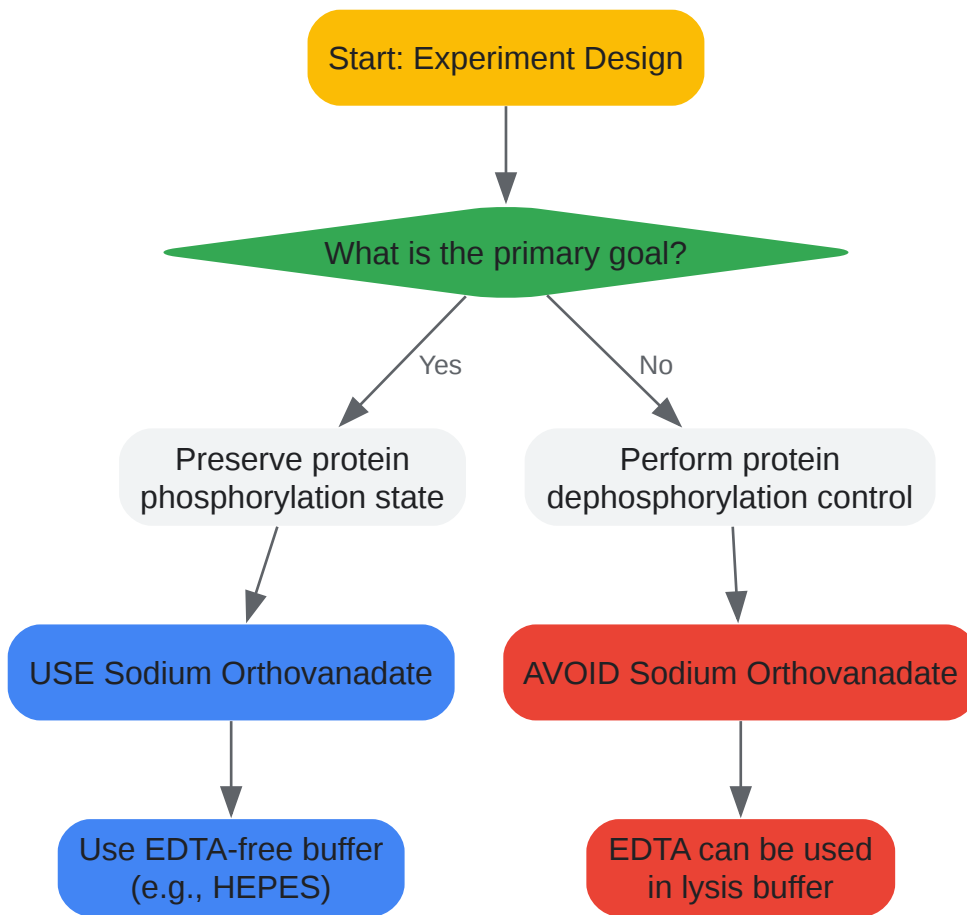 Start: Experiment Design
What is the primary goal?
Yes
No
Preserve protein
phosphorylation state
Perform protein
dephosphorylation control
USE Sodium Orthovanadate
AVOID Sodium Orthovanadate
Use EDTA-free buffer
(e.g., HEPES)
EDTA can be used
in lysis buffer